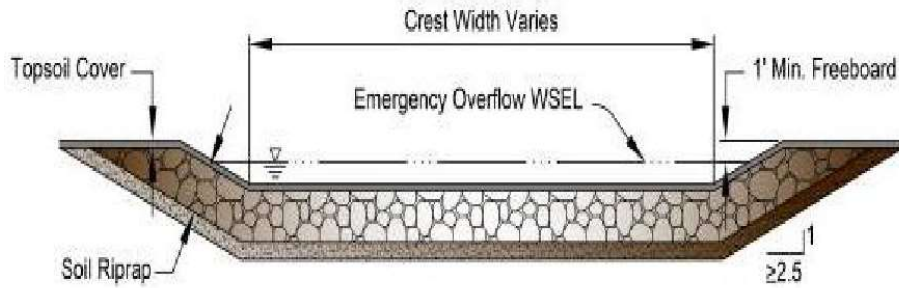 Crest Width Varies
Topsoil Cover
1' Min. Freeboard
Emergency Overflow WSEL
Soil Riprap
1
≥2.5